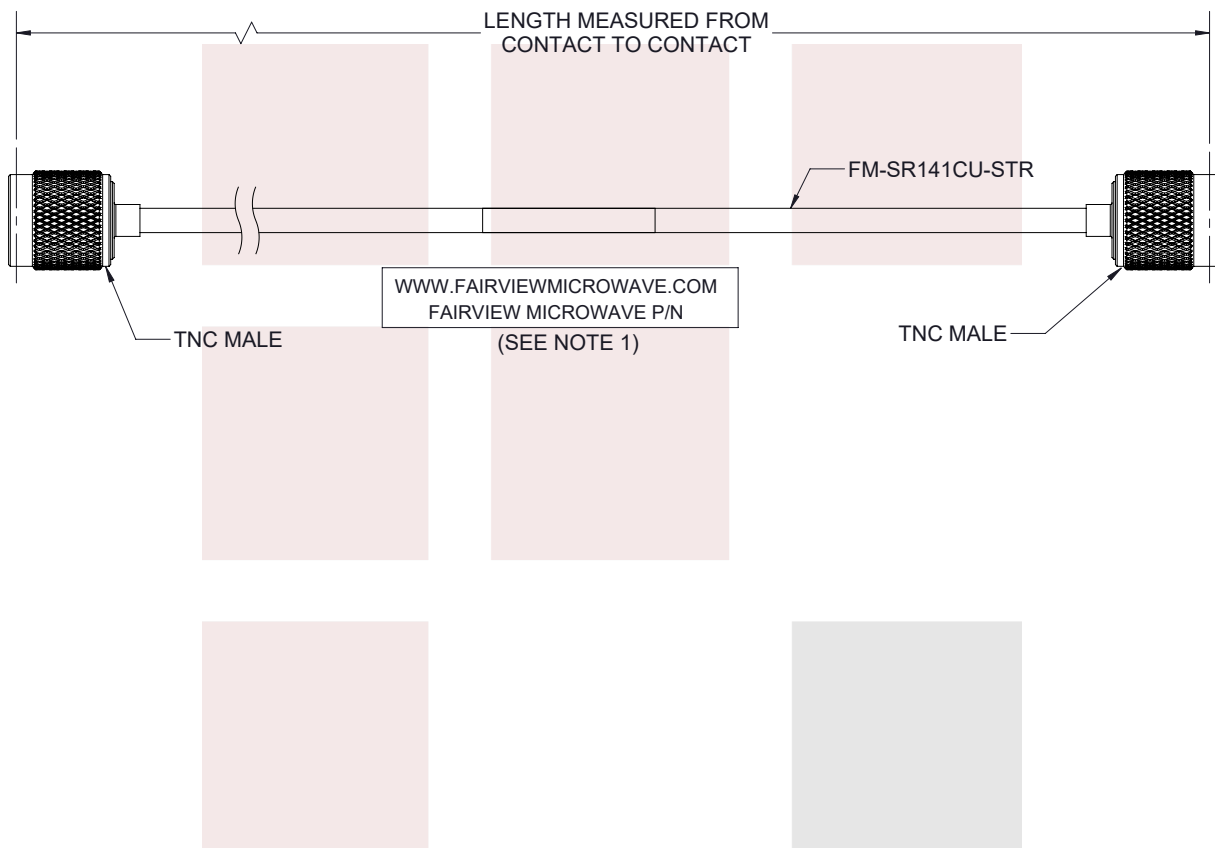 LENGTH MEASURED FROM
CONTACT TO CONTACT
FM-SR141CU-STR
WWW.FAIRVIEWMICROWAVE.COM
FAIRVIEW MICROWAVE P/N
(SEE NOTE 1)
TNC MALE
TNC MALE